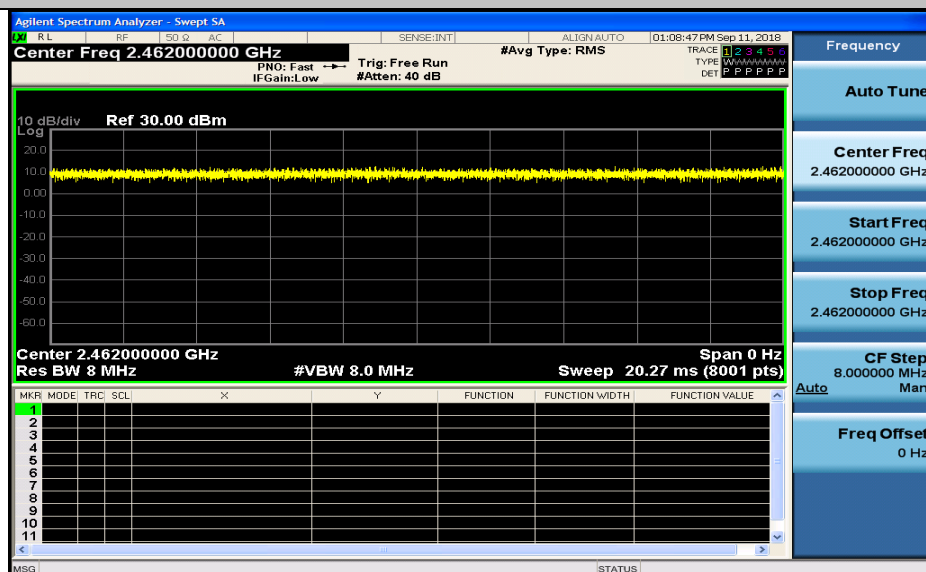 Agilent Spectrum Analyzer - Swept SA
LXI RL RF 50 Ω AC SENSE:INT ALIGN AUTO 01:08:47 PM Sep 11, 2018
Center Freq 2.462000000 GHz
#Avg Type: RMS
TRACE 1 2 3 4 5 6
PNO: Fast
Trig: Free Run
TYPE
IFGain:Low
#Atten: 40 dB
DET P P P P P P
10 dB/div Ref 30.00 dBm
Log
20.0
10.0
0.00
-10.0
-20.0
-30.0
-40.0
-50.0
-60.0
Center 2.462000000 GHz Span 0 Hz
Res BW 8 MHz #VBW 8.0 MHz Sweep 20.27 ms (8001 pts)
MKR MODE TRC SCL X Y FUNCTION FUNCTION WIDTH FUNCTION VALUE
1
2
3
4
5
6
7
8
9
10
11
MSG STATUS
Frequency
Auto Tune
Center Freq
2.462000000 GHz
Start Freq
2.462000000 GHz
Stop Freq
2.462000000 GHz
CF Step
8.000000 MHz
Auto Man
Freq Offset
0 Hz